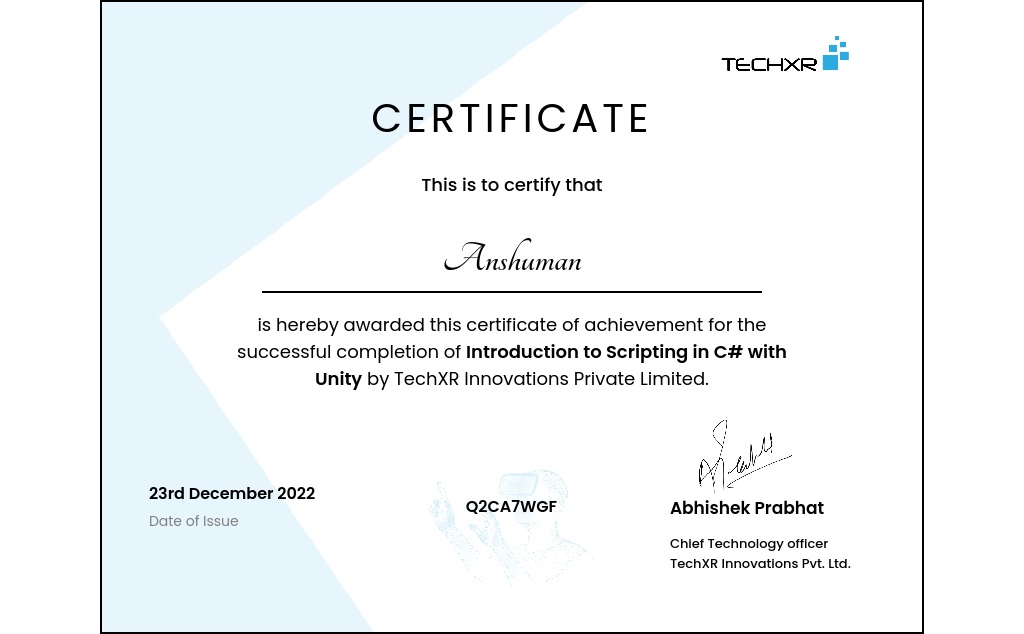 TECHXR
CERTIFICATE
This is to certify that
Anshuman
is hereby awarded this certificate of achievement for the
successful completion of Introduction to Scripting in C# with
Unity by TechXR Innovations Private Limited.
23rd December 2022
Date of Issue
Q2CA7WGF
Abhishek Prabhat
Chief Technology officer
TechXR Innovations Pvt. Ltd.